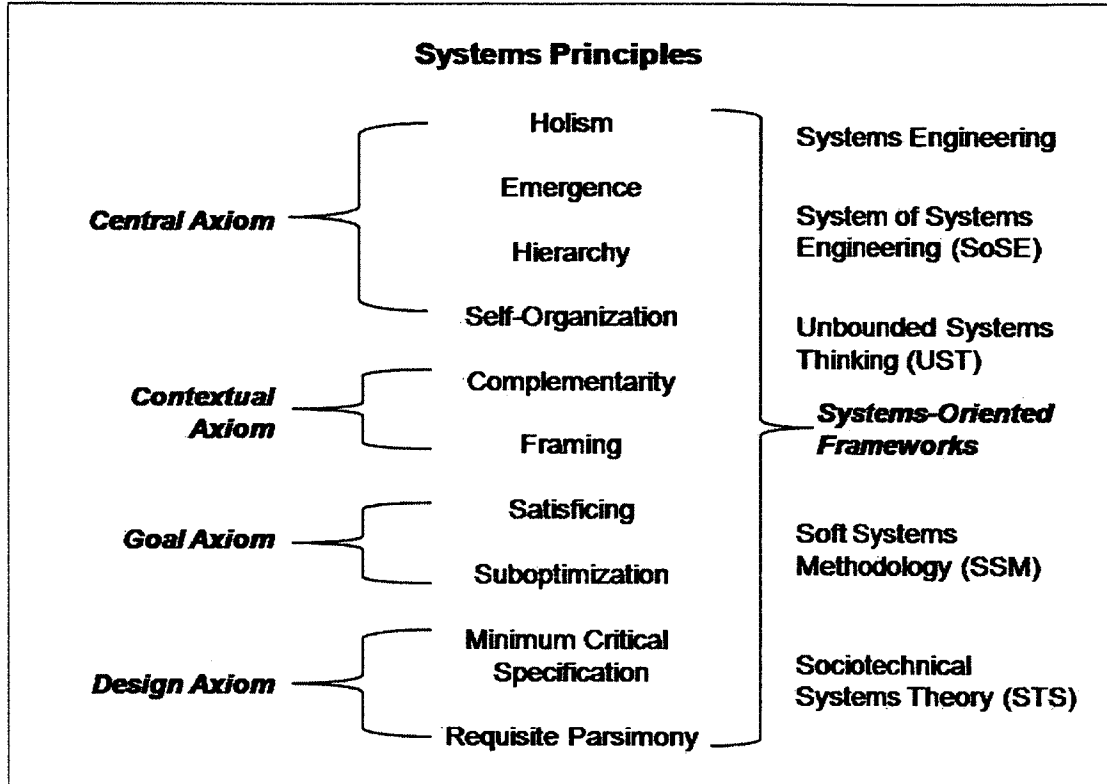 Systems Principles
Central Axiom
Contextual
Axiom
Goal Axiom
Design Axiom
Holism
Emergence
Hierarchy
Self-Organization
Complementarity
Framing
Satisficing
Suboptimization
Minimum Critical
Specification
Requisite Parsimony
Systems Engineering
System of Systems
Engineering (SoSE)
Unbounded Systems
Thinking (UST)
Systems-Oriented
Frameworks
Soft Systems
Methodology (SSM)
Sociotechnical
Systems Theory (STS)